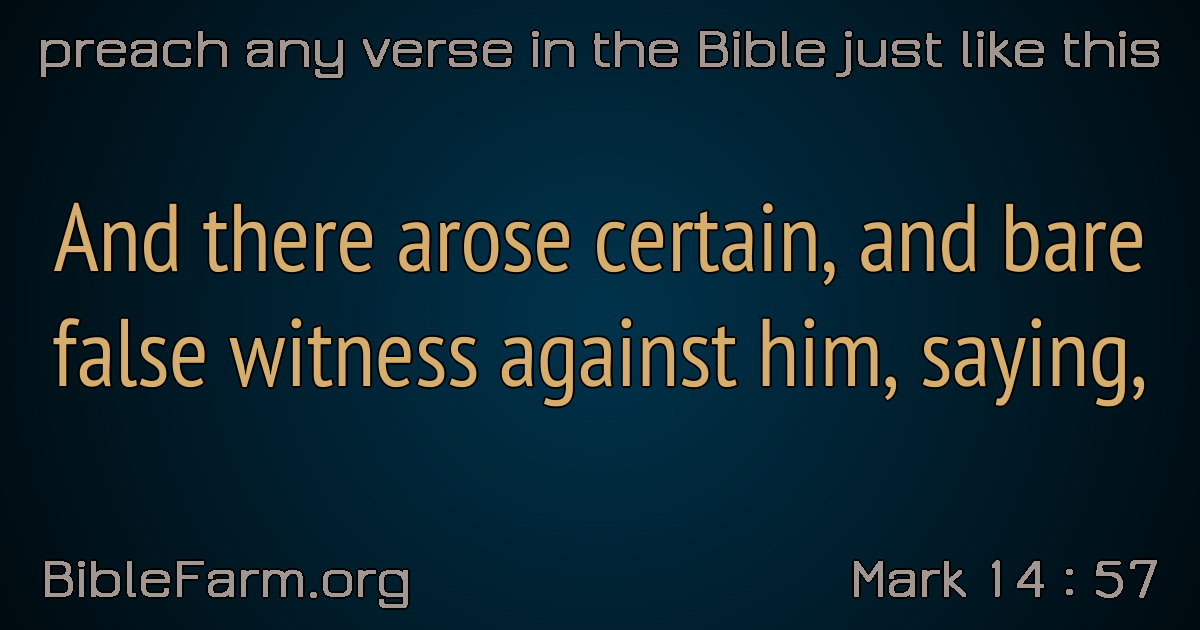 preach any verse in the Bible just like this
And there arose certain, and bare
false witness against him, saying,
BibleFarm.org
Mark 14 : 57